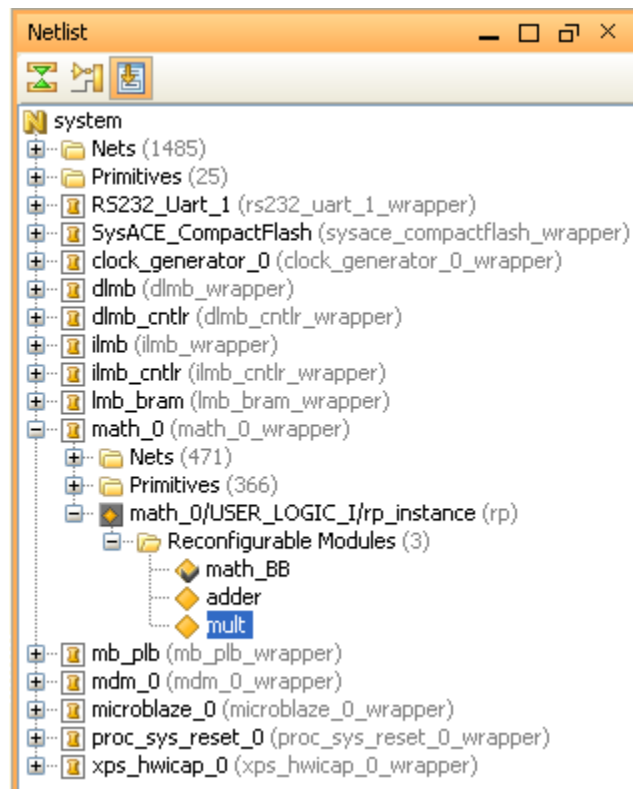 Netlist
system
Nets (1485)
Primitives (25)
RS232_Uart_1 (rs232_uart_1_wrapper)
SysACE_CompactFlash (sysace_compactflash_wrapper)
clock_generator_0 (clock_generator_0_wrapper)
dlmb (dlmb_wrapper)
dlmb_cntlr (dlmb_cntlr_wrapper)
ilmb (ilmb_wrapper)
ilmb_cntlr (ilmb_cntlr_wrapper)
lmb_bram (lmb_bram_wrapper)
math_0 (math_0_wrapper)
Nets (471)
Primitives (366)
math_0/USER_LOGIC_I/rp_instance (rp)
Reconfigurable Modules (3)
math_BB
adder
mult
mb_plb (mb_plb_wrapper)
mdm_0 (mdm_0_wrapper)
microblaze_0 (microblaze_0_wrapper)
proc_sys_reset_0 (proc_sys_reset_0_wrapper)
xps_hwicap_0 (xps_hwicap_0_wrapper)